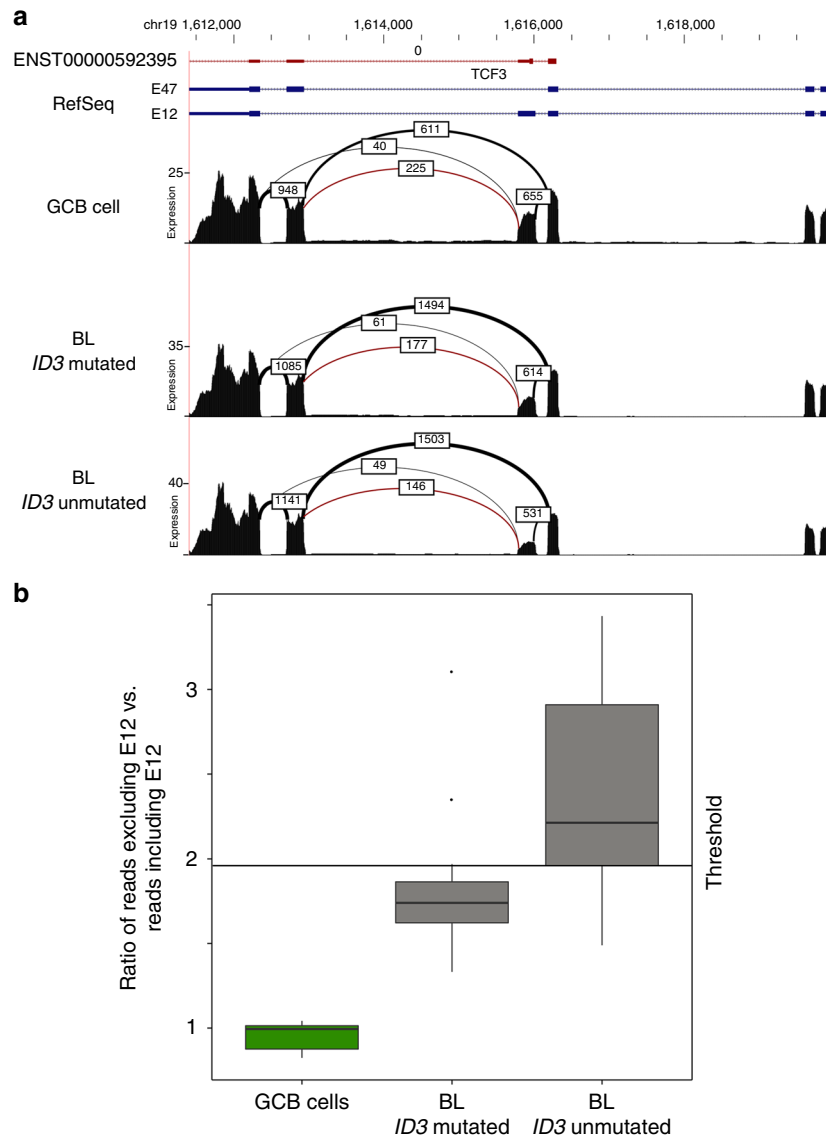 a
chr19 1,612,000 1,614,000 1,616,000 1,618,000
0
ENST00000592395
TCF3
E47
RefSeq
E12
611
40
25
225
948
655
GCB cell
Expression
1494
61
35
177
BL
ID3 mutated
1085
614
Expression
1503
49
40
146
BL
ID3 unmutated
1141
531
Expression
b
Ratio of reads excluding E12 vs.
reads including E12
3
2
1
Threshold
GCB cells
BL
ID3 mutated
BL
ID3 unmutated